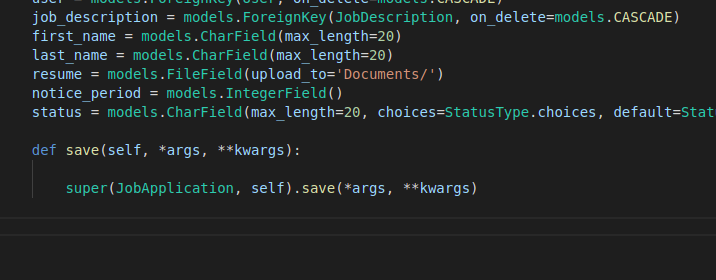 user = models.ForeignKey(User, on_delete=models.CASCADE)
job_description = models.ForeignKey(JobDescription, on_delete=models.CASCADE)
first_name = models.CharField(max_length=20)
last_name = models.CharField(max_length=20)
resume = models.FileField(upload_to='Documents/')
notice_period = models.IntegerField()
status = models.CharField(max_length=20, choices=StatusType.choices, default=Stat
def save(self, *args, **kwargs):
super(JobApplication, self).save(*args, **kwargs)